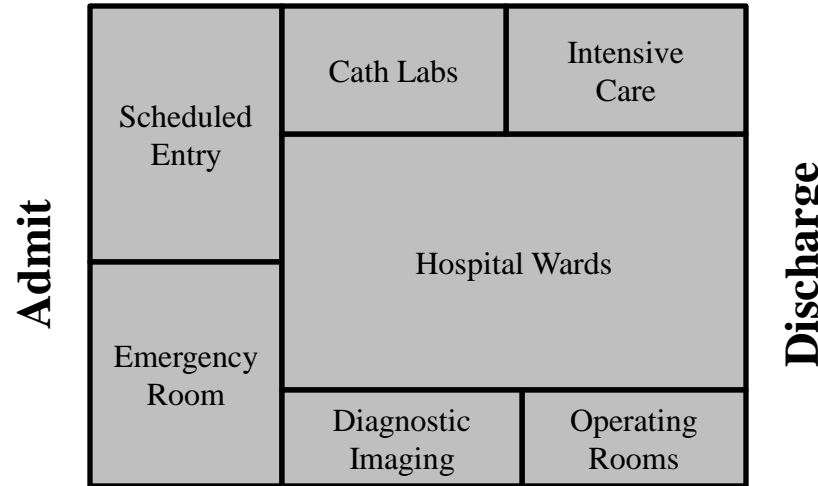 Admit
Scheduled
Entry
Emergency
Room
Cath Labs
Intensive
Care
Hospital Wards
Diagnostic
Imaging
Operating
Rooms
Discharge